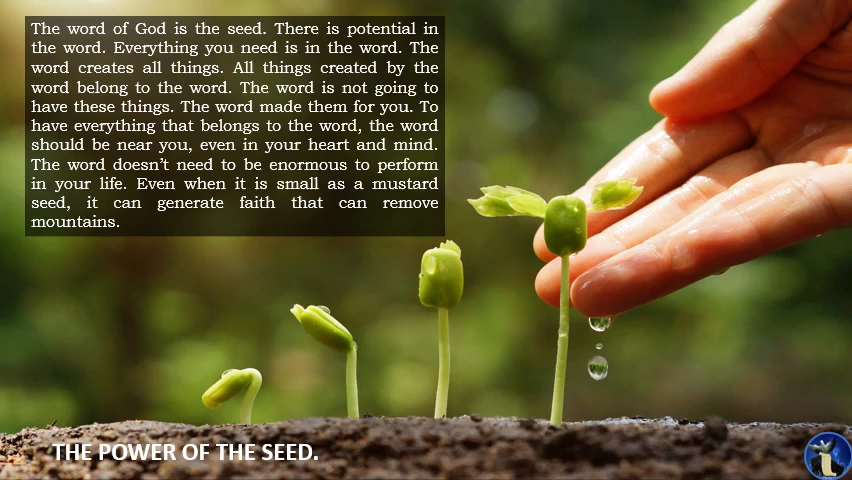 The word of God is the seed. There is potential in
the word. Everything you need is in the word. The
word creates all things. All things created by the
word belong to the word. The word is not going to
have these things. The word made them for you. To
have everything that belongs to the word, the word
should be near you, even in your heart and mind.
The word doesn’t need to be enormous to perform
in your life. Even when it is small as a mustard
seed, it can generate faith that can remove
mountains.
THE POWER OF THE SEED.